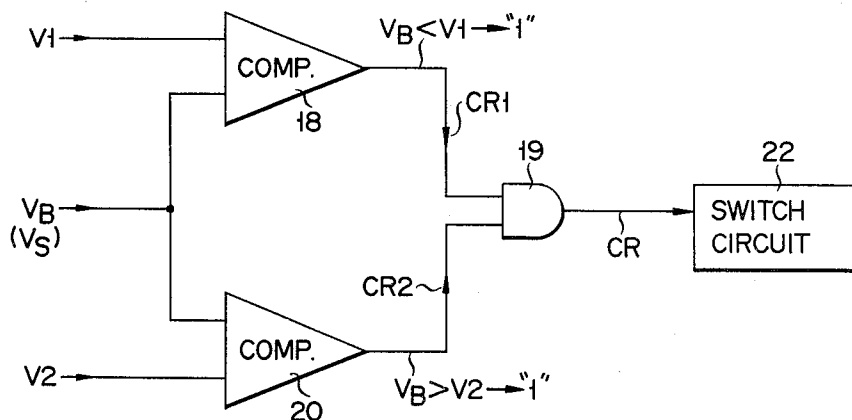 V1
COMP.
18
VB<V1→"1"
CR1
VB
(VS)
19
CR
22
SWITCH
CIRCUIT
CR2
V2
COMP.
20
VB>V2→"1"